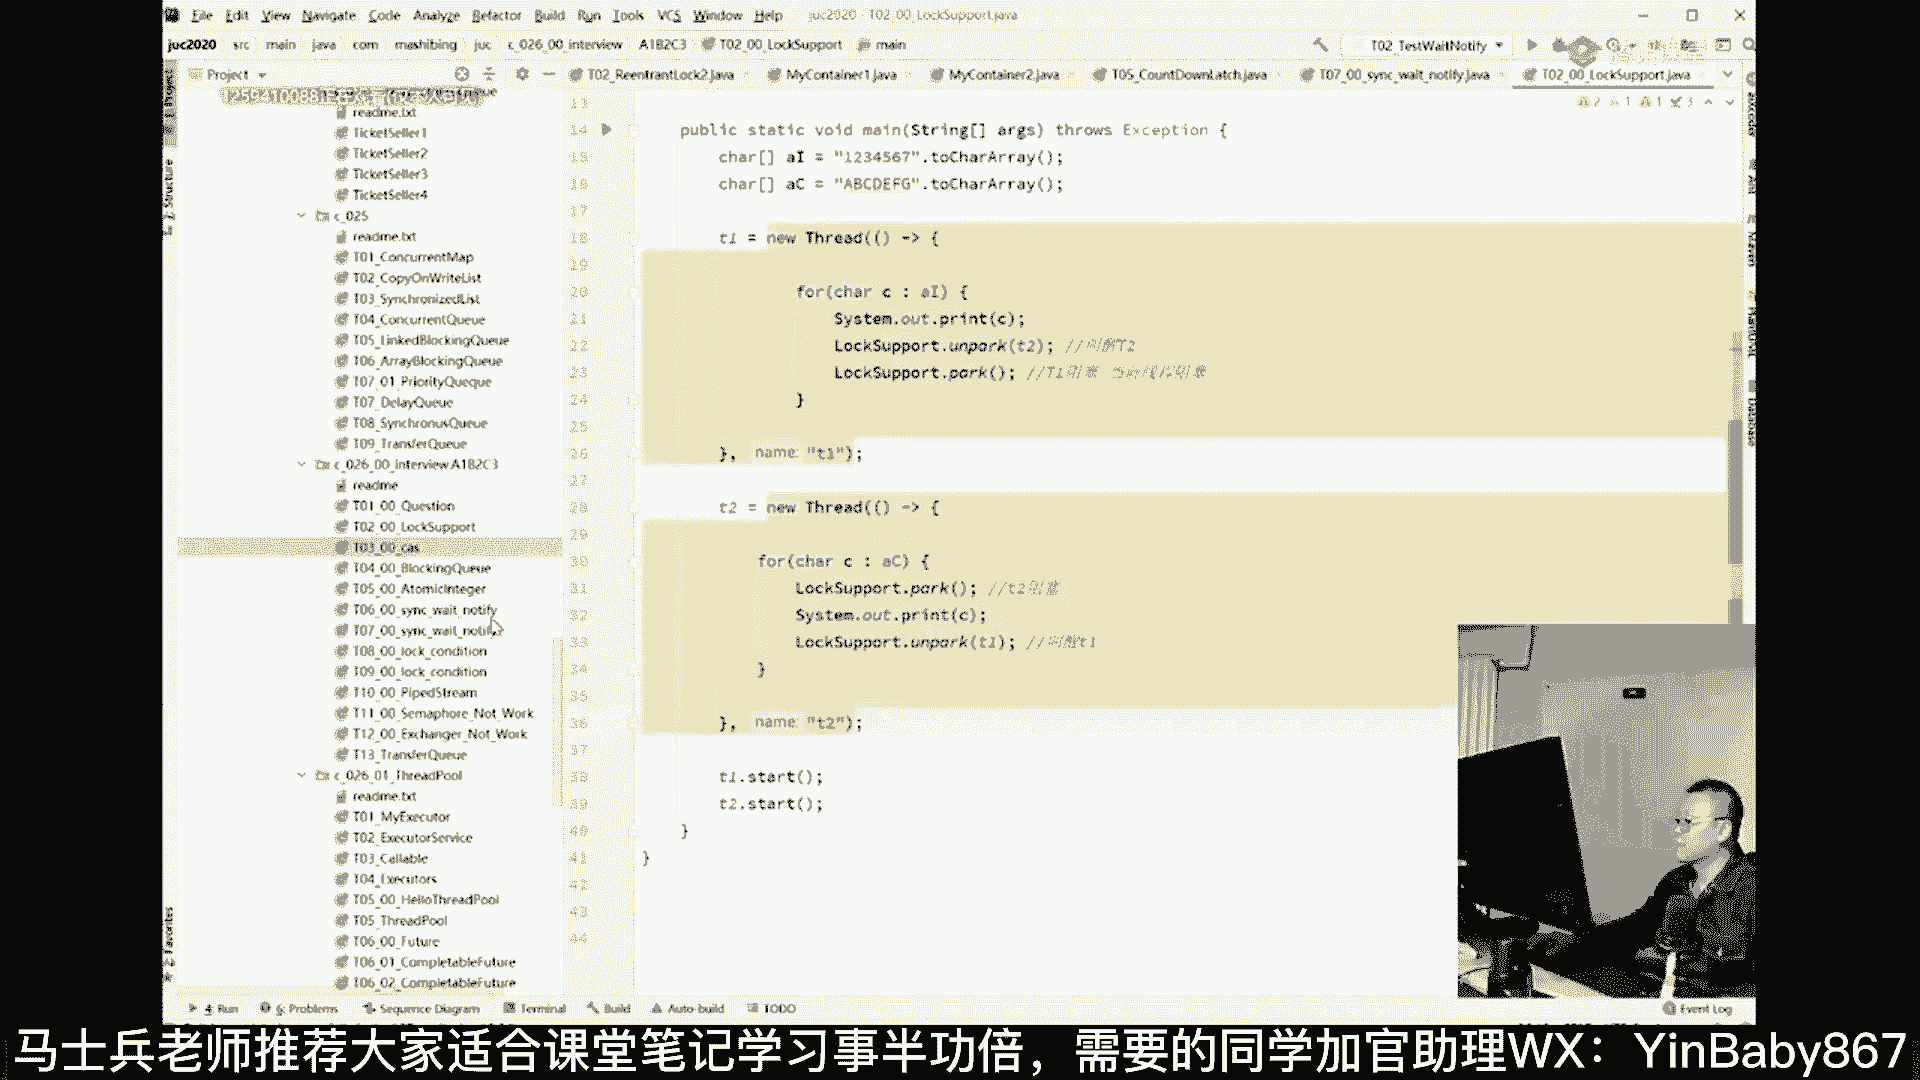 File Edit View Navigate Code Analyze Refactor Build Run Tools VCS Window Help juc2020 - T02_00_LockSupport.java
juc2020 src main java com mashibing juc c_026_00_interview A1B2C3 T02_00_LockSupport main T02_TestWaitNotify
Project T02_ReentrantLock2.java MyContainer1.java MyContainer2.java T05_CountDownLatch.java T07_00_sync_wait_notify.java T02_00_LockSupport.java
readme.txt
TicketSeller1
TicketSeller2
TicketSeller3
TicketSeller4
c_025
readme.txt
T01_ConcurrentMap
T02_CopyOnWriteList
T03_SynchronizedList
T04_ConcurrentQueue
T05_LinkedBlockingQueue
T06_ArrayBlockingQueue
T07_01_PriorityQueque
T07_DelayQueue
T08_SynchronusQueue
T09_TransferQueue
c_026_00_interview.A1B2C3
readme
T01_00_Question
T02_00_LockSupport
T03_00_cas
T04_00_BlockingQueue
T05_00_AtomicInteger
T06_00_sync_wait_notify
T07_00_sync_wait_notify
T08_00_lock_condition
T09_00_lock_condition
T10_00_PipedStream
T11_00_Semaphore_Not_Work
T12_00_Exchanger_Not_Work
T13_TransferQueue
c_026_01_ThreadPool
readme.txt
T01_MyExecutor
T02_ExecutorService
T03_Callable
T04_Executors
T05_00_HelloThreadPool
T05_ThreadPool
T06_00_Future
T06_01_CompletableFuture
T06_02_CompletableFuture
13
14 public static void main(String[] args) throws Exception {
15 char[] aI = "1234567".toCharArray();
16 char[] aC = "ABCDEFG".toCharArray();
17
18 t1 = new Thread(() -> {
19
20 for(char c : aI) {
21 System.out.print(c);
22 LockSupport.unpark(t2); //叫醒T2
23 LockSupport.park(); //T1阻塞 当前线程阻塞
24 }
25
26 }, name: "t1");
27
28 t2 = new Thread(() -> {
29
30 for(char c : aC) {
31 LockSupport.park(); //t2阻塞
32 System.out.print(c);
33 LockSupport.unpark(t1); //叫醒t1
34 }
35
36 }, name: "t2");
37
38 t1.start();
39 t2.start();
40 }
41 }
42
43
44
4: Run 6: Problems Sequence Diagram Terminal Build Auto-build TODO Event Log
马士兵老师推荐大家适合课堂笔记学习事半功倍，需要的同学加官助理WX：YinBaby867